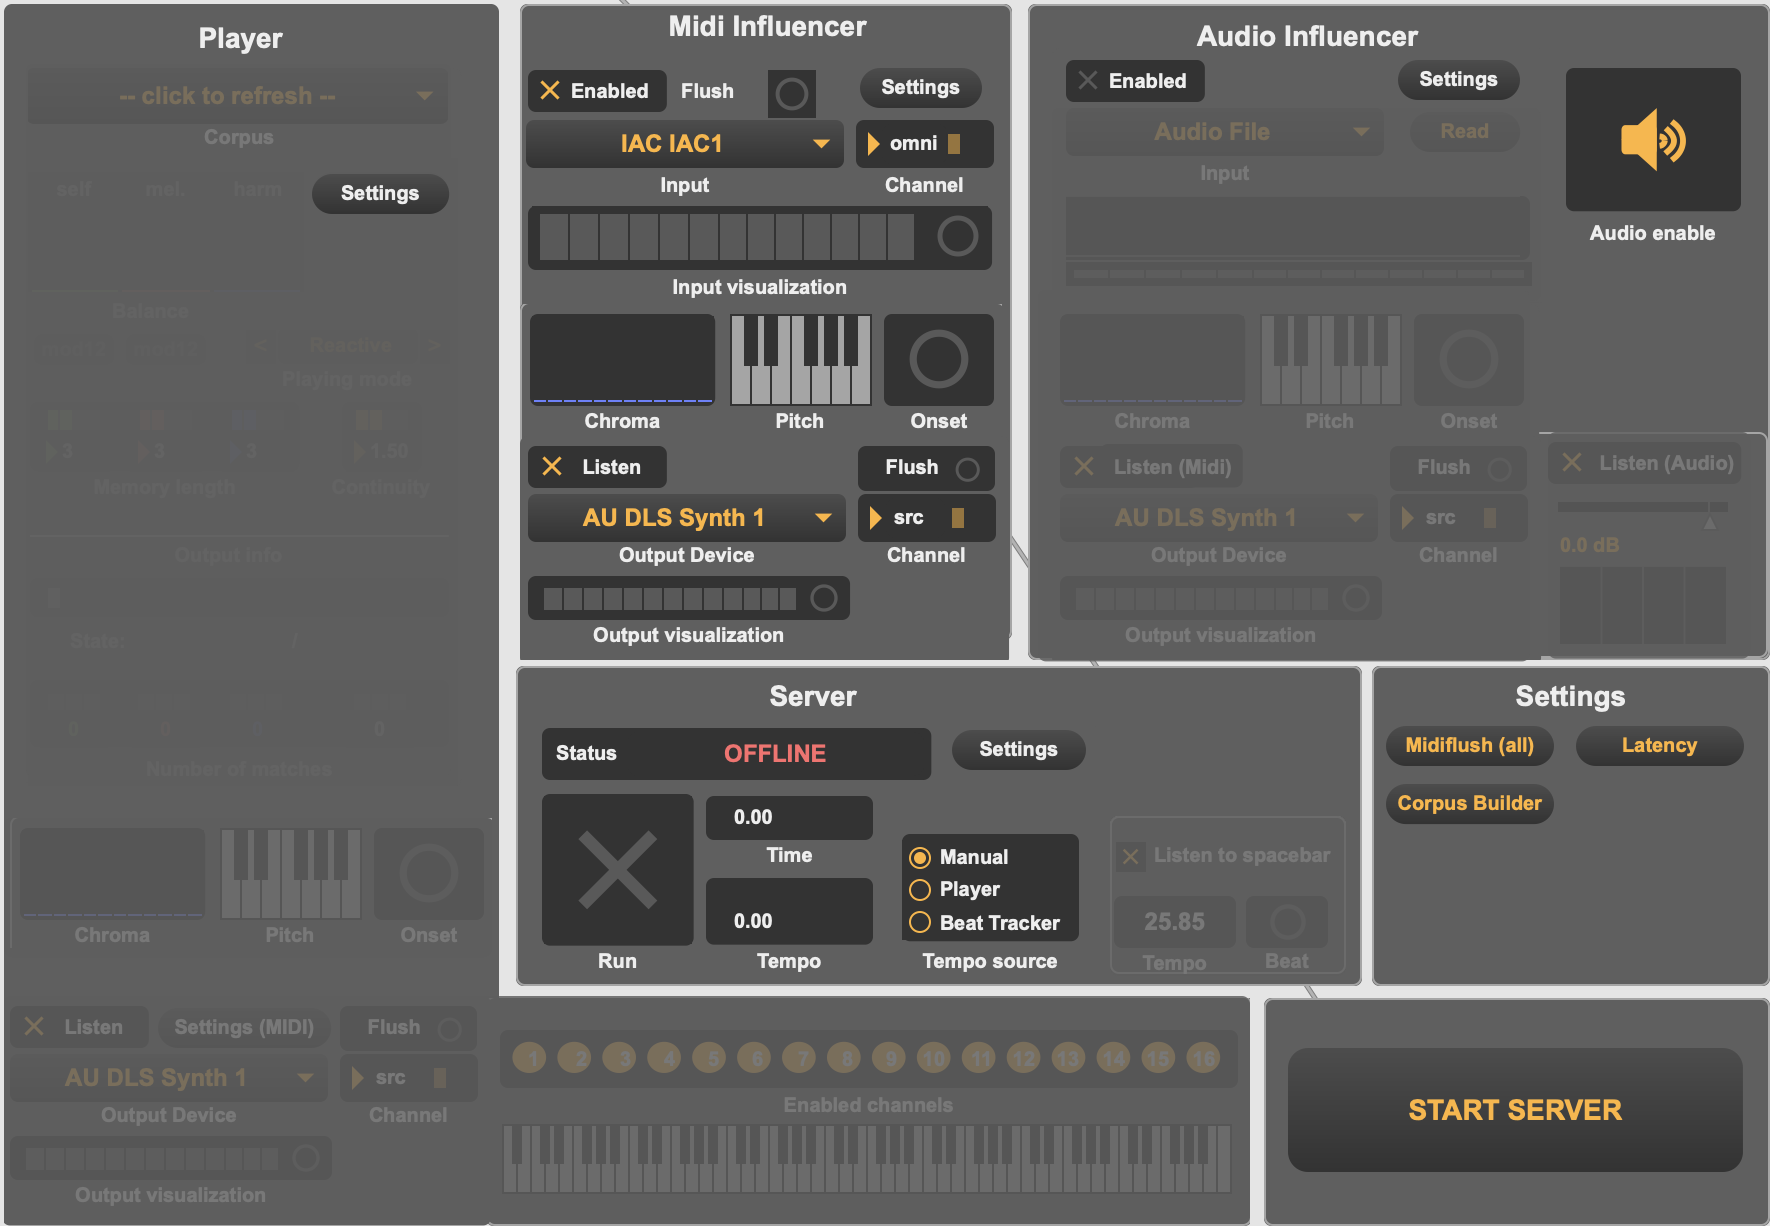 Player
-- click to refresh --
Corpus
self mel. harm
Settings
Balance
< Reactive >
Playing mode
3 3 3 1.50
Memory length Continuity
Output info
State: /
0 0 0 0
Number of matches
Chroma Pitch Onset
Listen Settings (MIDI) Flush
AU DLS Synth 1 src
Output Device Channel
Output visualization
Midi Influencer
Enabled Flush Settings
IAC IAC1 omni
Input Channel
Input visualization
Chroma Pitch Onset
Listen Flush
AU DLS Synth 1 src
Output Device Channel
Output visualization
Audio Influencer
Enabled Settings
Audio File Read
Input
Audio enable
Chroma Pitch Onset
Listen (Midi) Flush
AU DLS Synth 1 src
Output Device Channel
Output visualization
Listen (Audio)
0.0 dB
Server
Status OFFLINE Settings
0.00
Time
0.00
Run Tempo
Manual
Player
Beat Tracker
Tempo source
Listen to spacebar
25.85
Tempo Beat
Settings
Midiflush (all) Latency
Corpus Builder
1 2 3 4 5 6 7 8 9 10 11 12 13 14 15 16
Enabled channels
START SERVER